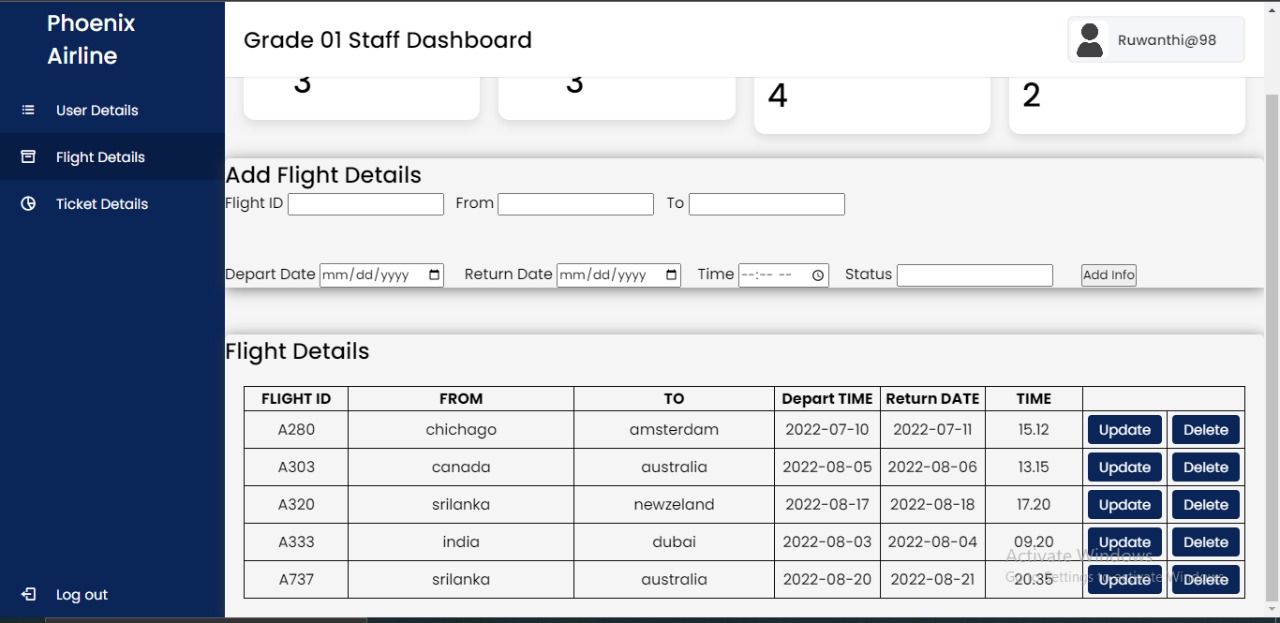 Phoenix
Airline
Grade 01 Staff Dashboard
Ruwanthi@98
User Details
Flight Details
Ticket Details
Log out
3 3 4 2
Add Flight Details
Flight ID From To
Depart Date mm/dd/yyyy Return Date mm/dd/yyyy Time --:-- -- Status Add Info
Flight Details
FLIGHT ID FROM TO Depart TIME Return DATE TIME
A280 chichago amsterdam 2022-07-10 2022-07-11 15.12 Update Delete
A303 canada australia 2022-08-05 2022-08-06 13.15 Update Delete
A320 srilanka newzeland 2022-08-17 2022-08-18 17.20 Update Delete
A333 india dubai 2022-08-03 2022-08-04 09.20 Update Delete
A737 srilanka australia 2022-08-20 2022-08-21 20.35 Update Delete
Activate Windows
Go to Settings to activate Windows.